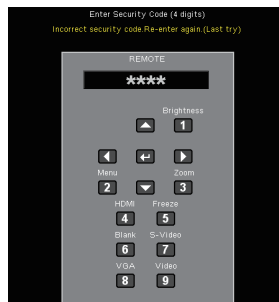 Enter Security Code (4 digits)
Incorrect security code.Re-enter again.(Last try)
REMOTE
****
Brightness
1
Menu Zoom
2 3
HDMI Freeze
4 5
Blank S-Video
6 7
VGA Video
8 9